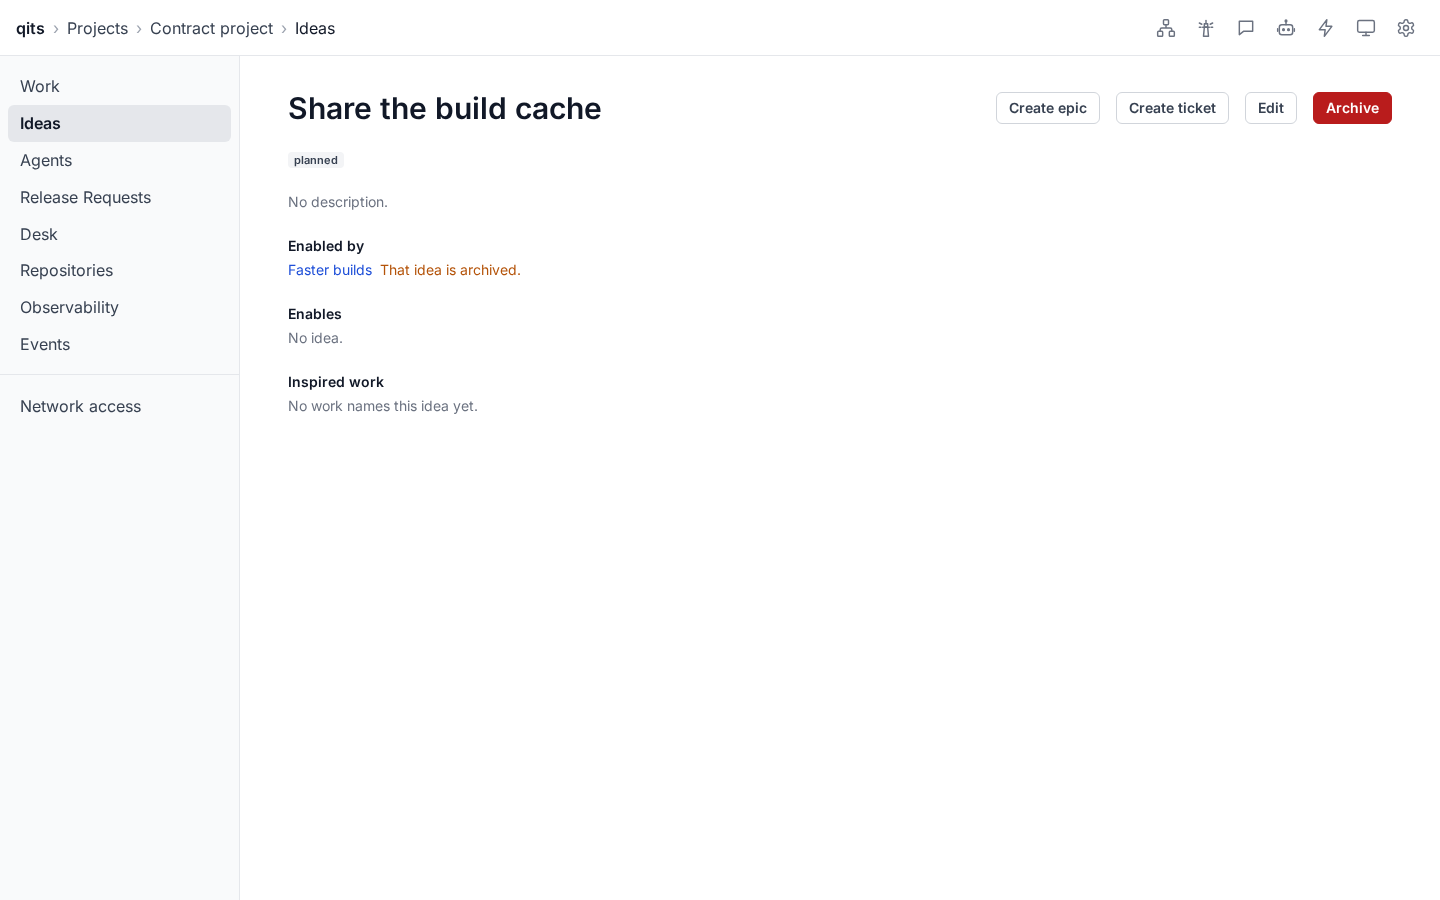 qits › Projects › Contract project › Ideas
Work
Ideas
Agents
Release Requests
Desk
Repositories
Observability
Events
Network access
Share the build cache
Create epic
Create ticket
Edit
Archive
planned
No description.
Enabled by
Faster builds That idea is archived.
Enables
No idea.
Inspired work
No work names this idea yet.